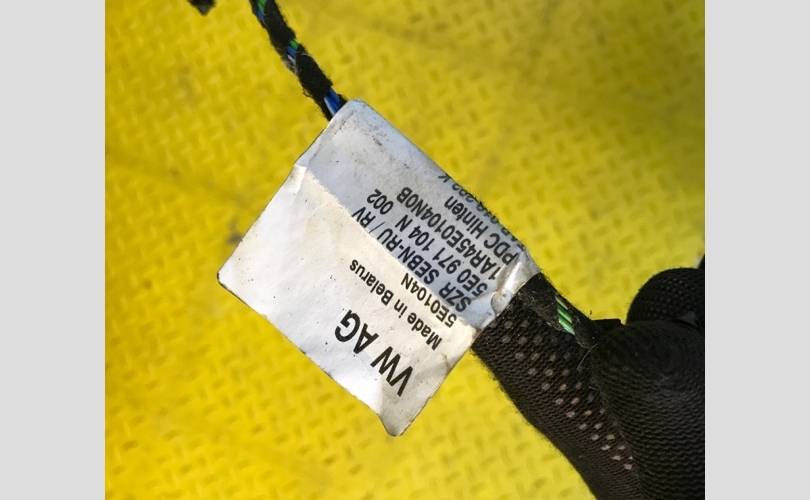 VW AG
Made in Belarus
5E0104N
SZR SEBN-RU / RV
5E0 971 104 N 002
1AR45E0104N0B
PDC Hinten